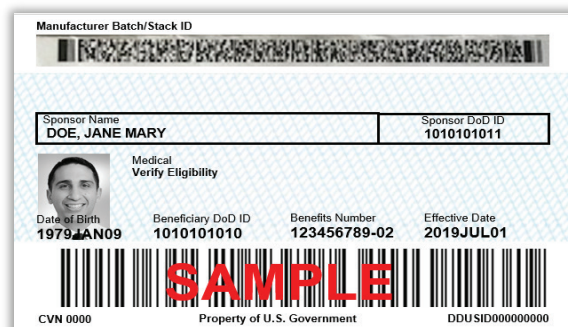 Manufacturer Batch/Stack ID
Sponsor Name
DOE, JANE MARY
Sponsor DoD ID
1010101011
Medical
Verify Eligibility
Date of Birth
1979JAN09
Beneficiary DoD ID
1010101010
Benefits Number
123456789-02
Effective Date
2019JUL01
SAMPLE
CVN 0000
Property of U.S. Government
DDUSID000000000